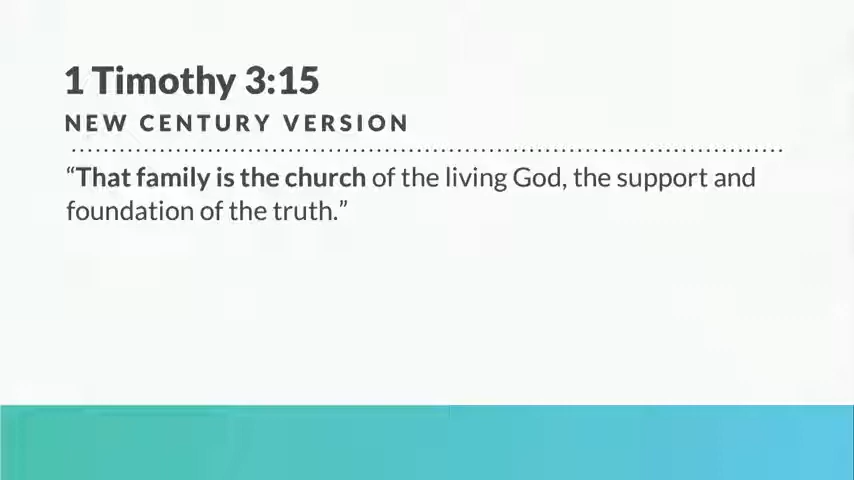 1 Timothy 3:15
NEW CENTURY VERSION
“That family is the church of the living God, the support and
foundation of the truth.”